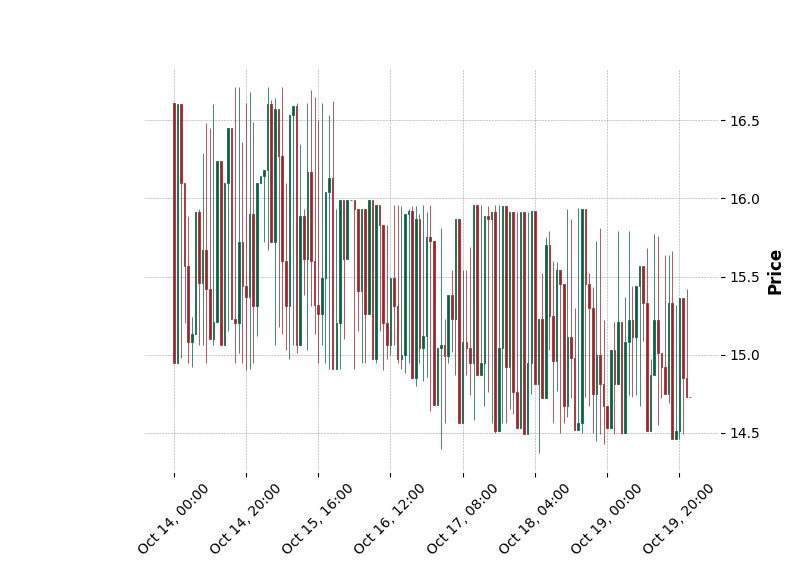 16.5
16.0
15.5
15.0
14.5
Price
Oct 14, 00:00
Oct 14, 20:00
Oct 15, 16:00
Oct 16, 12:00
Oct 17, 08:00
Oct 18, 04:00
Oct 19, 00:00
Oct 19, 20:00